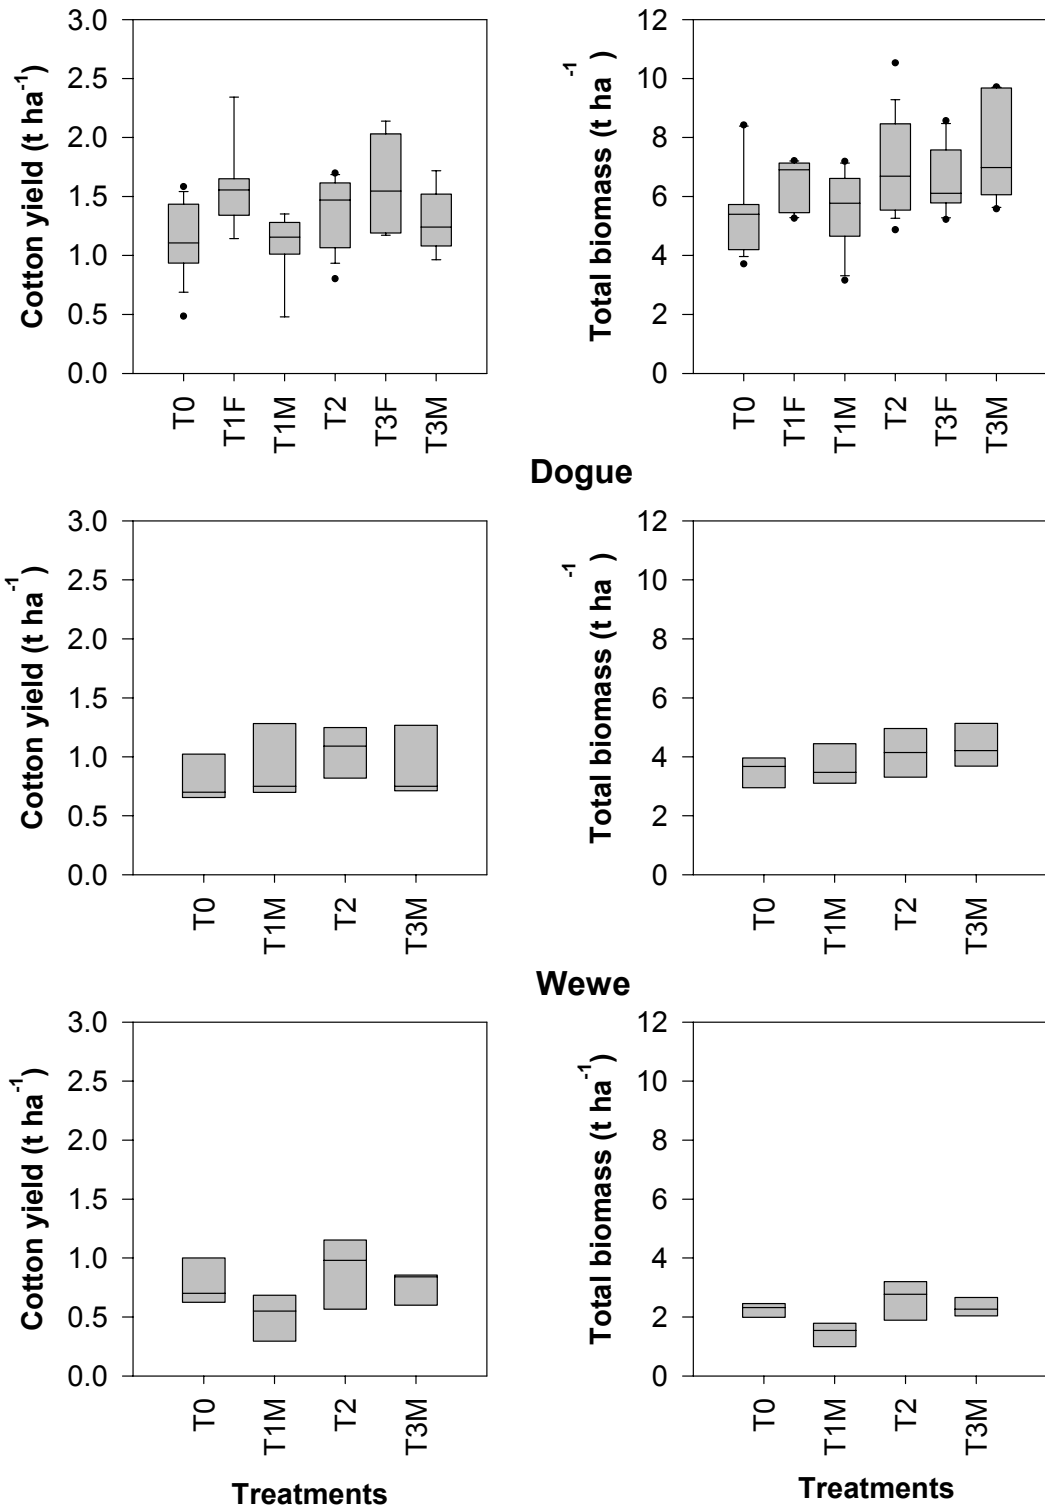 Cotton yield (t ha-1)
3.0
2.5
2.0
1.5
1.0
0.5
0.0
T0
T1F
T1M
T2
T3F
T3M
Total biomass (t ha-1)
12
10
8
6
4
2
0
T0
T1F
T1M
T2
T3F
T3M
Dogue
Cotton yield (t ha-1)
3.0
2.5
2.0
1.5
1.0
0.5
0.0
T0
T1M
T2
T3M
Total biomass (t ha-1)
12
10
8
6
4
2
0
T0
T1M
T2
T3M
Wewe
Cotton yield (t ha-1)
3.0
2.5
2.0
1.5
1.0
0.5
0.0
T0
T1M
T2
T3M
Treatments
Total biomass (t ha-1)
12
10
8
6
4
2
0
T0
T1M
T2
T3M
Treatments